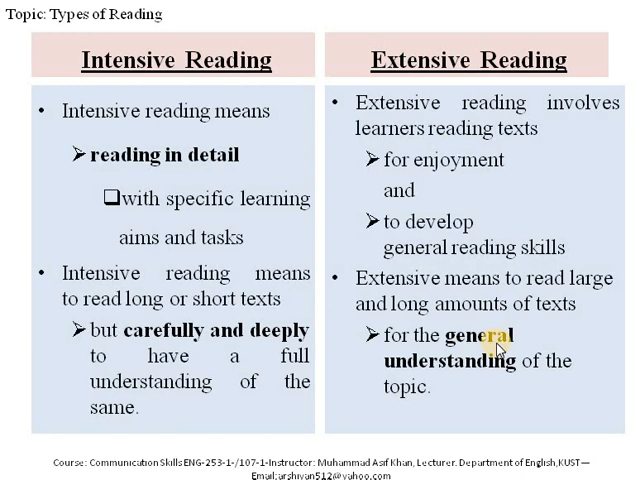 Topic: Types of Reading
Intensive Reading
• Intensive reading means
➢ reading in detail
❑with specific learning
aims and tasks
• Intensive reading means
to read long or short texts
➢ but carefully and deeply
to have a full
understanding of the
same.
Extensive Reading
• Extensive reading involves
learners reading texts
➢ for enjoyment
and
➢ to develop
general reading skills
• Extensive means to read large
and long amounts of texts
➢ for the general
understanding of the
topic.
Course: Communication Skills ENG-253-1-/107-1-Instructor: Muhammad Asif Khan, Lecturer. Department of English,KUST—
Email;arshivan512@yahoo.com